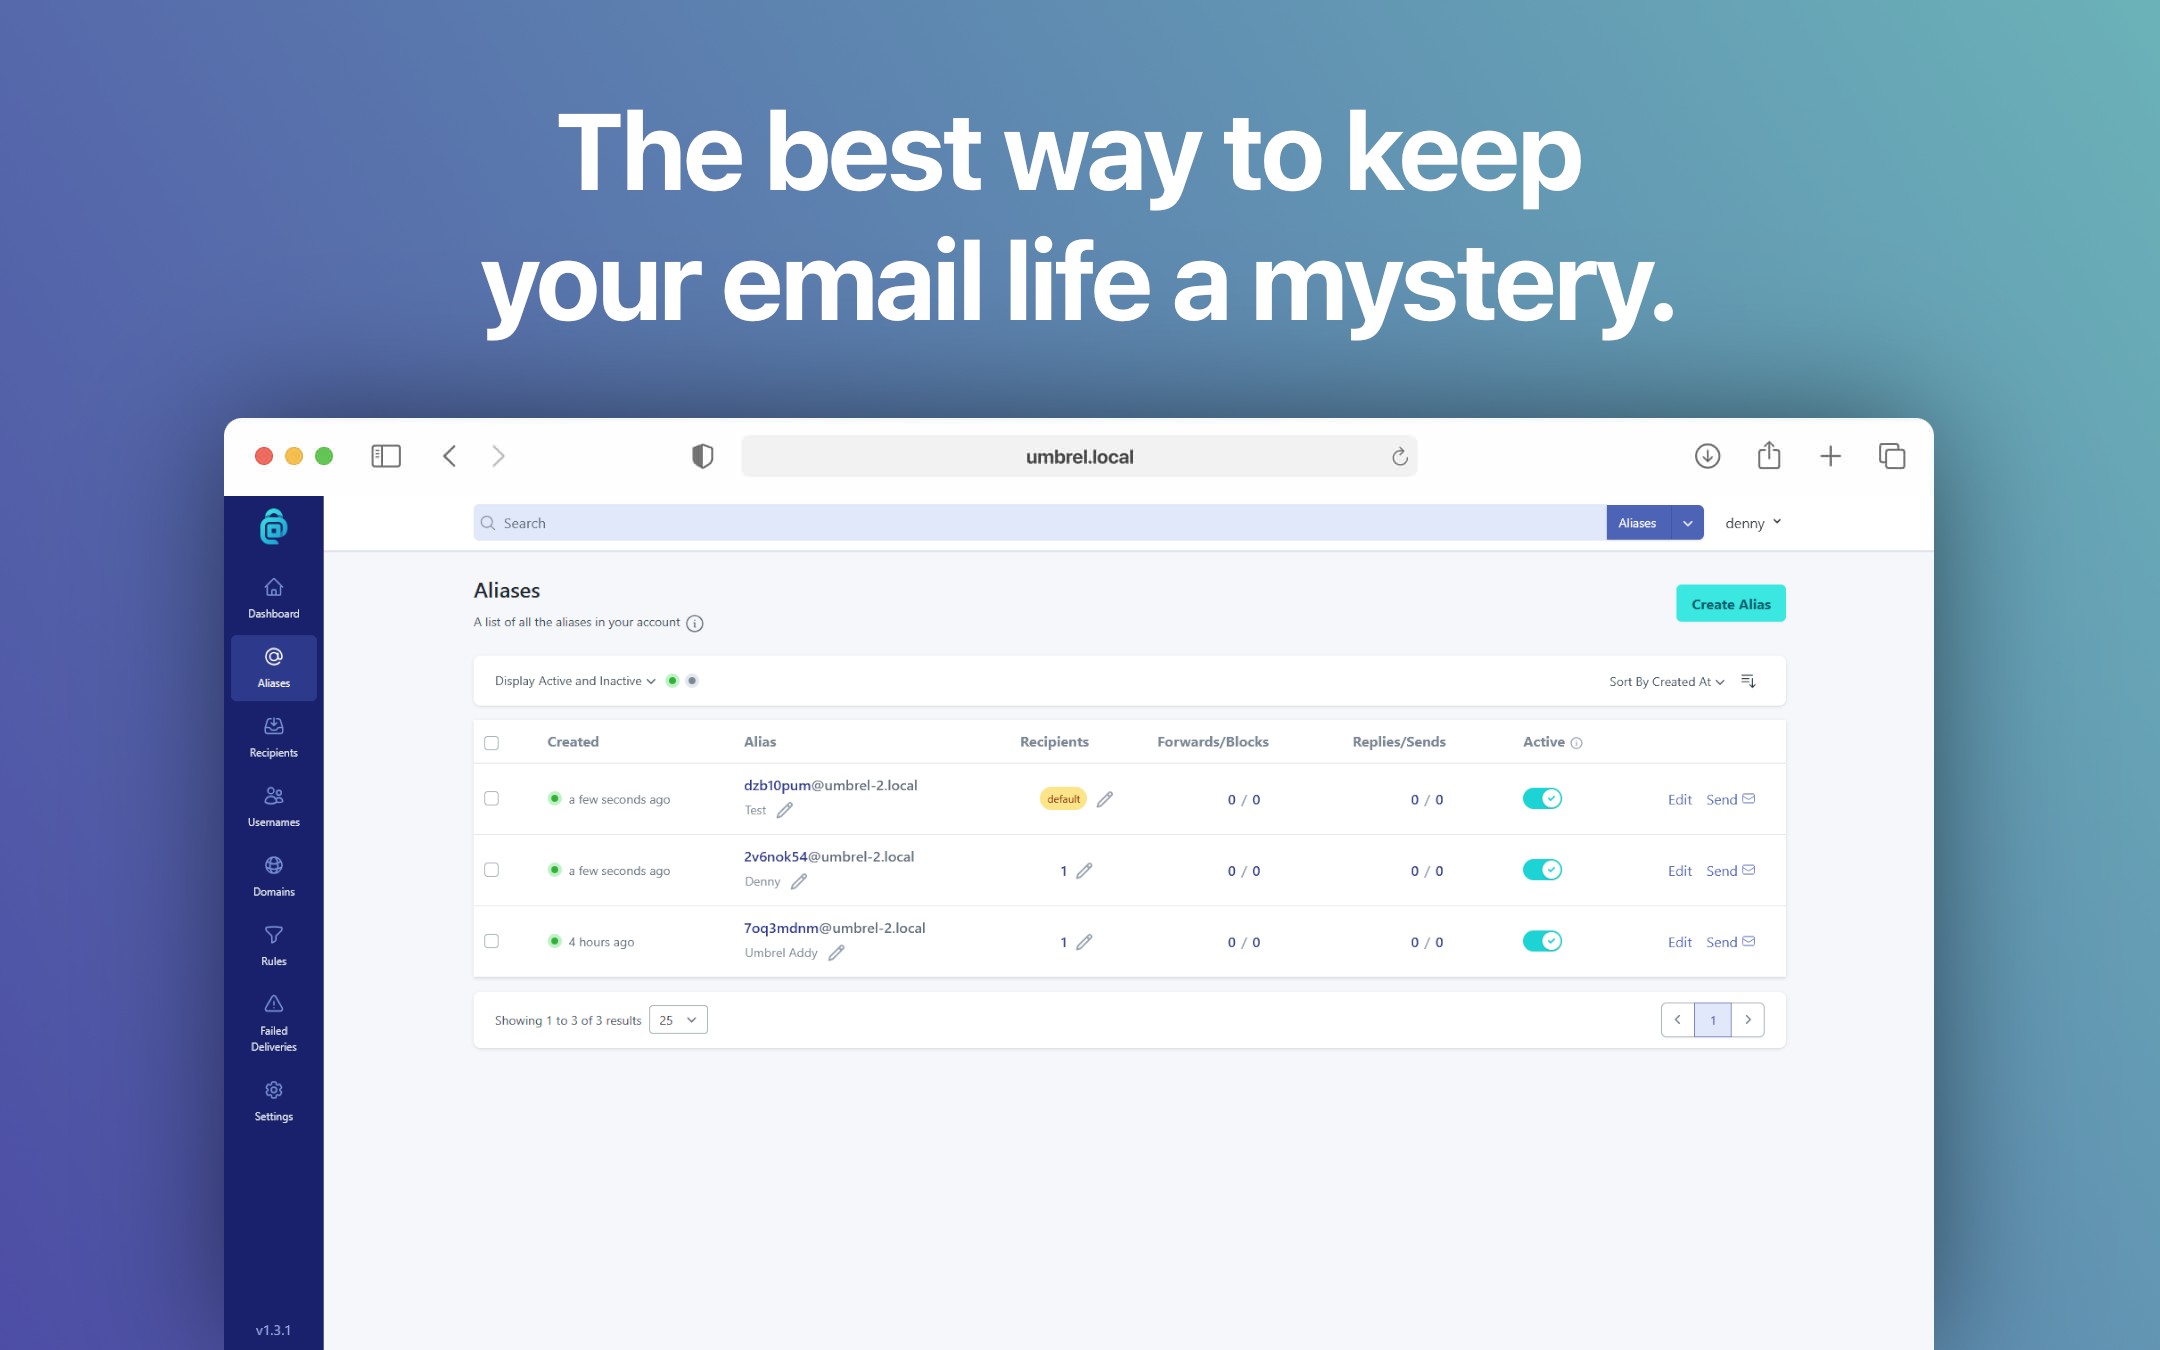 The best way to keep
your email life a mystery.
umbrel.local
Search
Aliases
denny
Dashboard
Aliases
Recipients
Usernames
Domains
Rules
Failed
Deliveries
Settings
v1.3.1
Aliases
A list of all the aliases in your account
Create Alias
Display Active and Inactive
Sort By Created At
Created Alias Recipients Forwards/Blocks Replies/Sends Active
a few seconds ago dzb10pum@umbrel-2.local default 0 / 0 0 / 0 Edit Send
Test
a few seconds ago 2v6nok54@umbrel-2.local 1 0 / 0 0 / 0 Edit Send
Denny
4 hours ago 7oq3mdnm@umbrel-2.local 1 0 / 0 0 / 0 Edit Send
Umbrel Addy
Showing 1 to 3 of 3 results 25 1